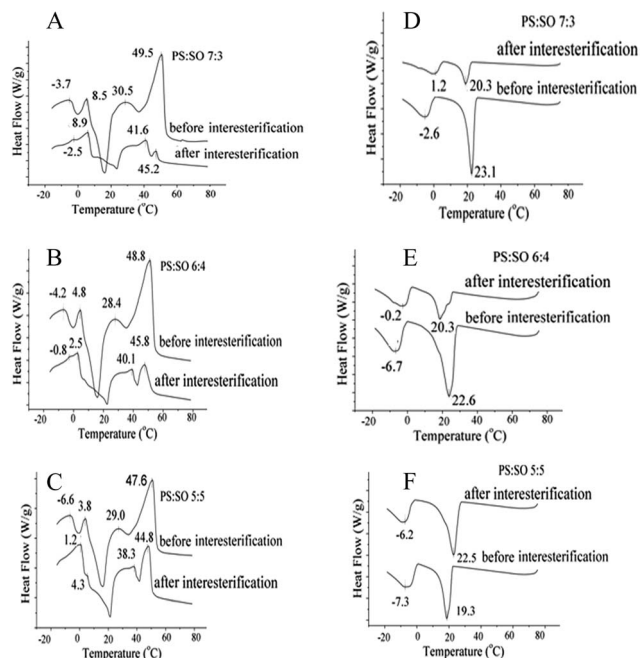 A
PS:SO 7:3
49.5
-3.7
8.5
30.5
8.9
before interesterification
41.6
-2.5
after interesterification
45.2
Heat Flow (W/g)
-20 0 20 40 60 80
Temperature (°C)
B
PS:SO 6:4
48.8
-4.2 4.8
28.4
before interesterification
-0.8 2.5
45.8
40.1
after interesterification
Heat Flow (W/g)
-20 0 20 40 60 80
Temperature (°C)
C
PS:SO 5:5
47.6
-6.6 3.8
29.0
before interesterification
1.2
44.8
38.3
4.3
after interesterification
Heat Flow (W/g)
-20 0 20 40 60 80
Temperature (°C)
D
PS:SO 7:3
after interesterification
1.2 20.3
before interesterification
-2.6
23.1
Heat Flow (W/g)
-20 0 20 40 60 80
Temperature (°C)
E
PS:SO 6:4
after interesterification
-0.2
20.3
before interesterification
-6.7
22.6
Heat Flow (W/g)
-20 0 20 40 60 80
Temperature (°C)
F
PS:SO 5:5
after interesterification
-6.2
22.5 before interesterification
-7.3
19.3
Heat Flow (W/g)
-20 0 20 40 60 80
Temperature (°C)